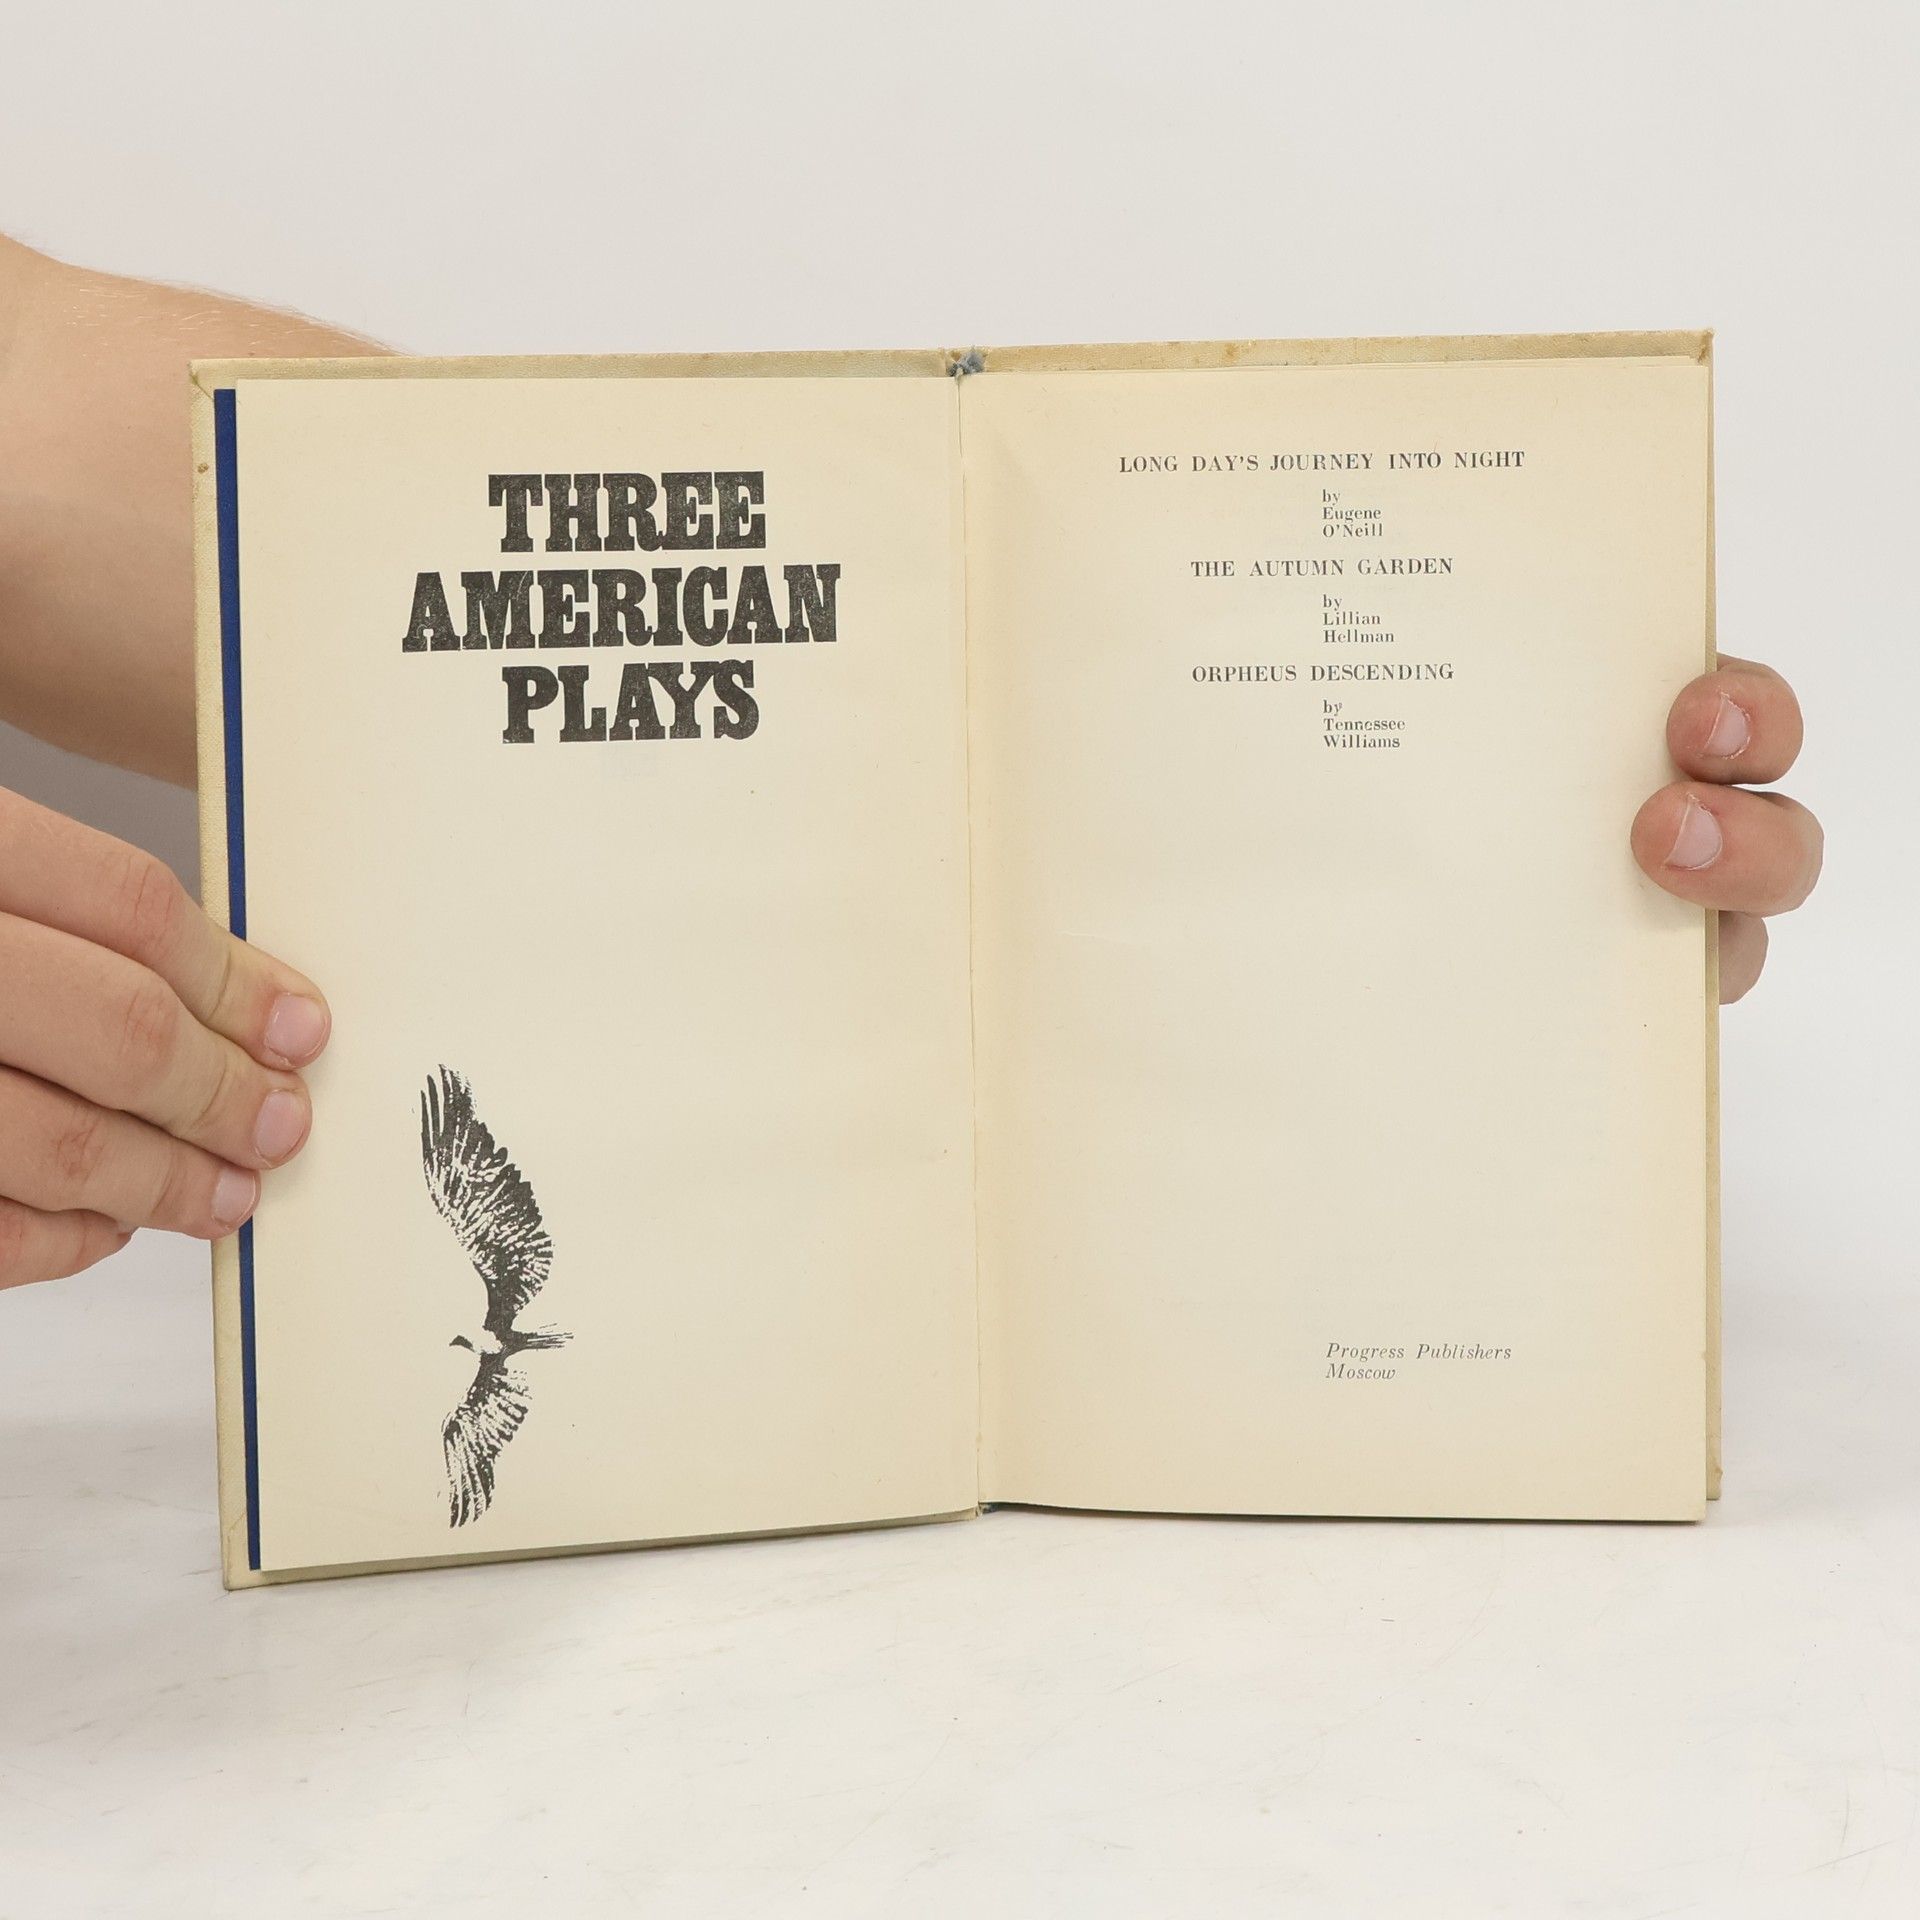 THREE
AMERICAN
PLAYS
LONG DAY'S JOURNEY INTO NIGHT
by
Eugene
O'Neill
THE AUTUMN GARDEN
by
Lillian
Hellman
ORPHEUS DESCENDING
by
Tennessee
Williams
Progress Publishers
Moscow